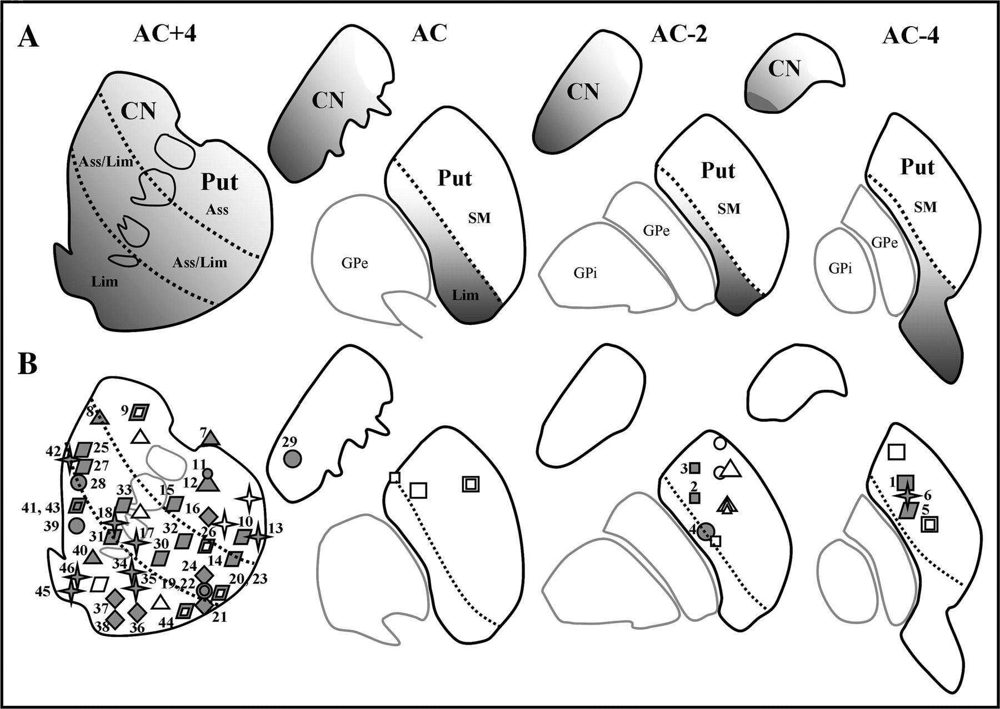 A
AC+4
AC
AC-2
AC-4
CN
CN
CN
CN
Ass/Lim
Put
Put
Put
Put
Ass
SM
SM
SM
GPe
GPe
GPe
Ass/Lim
GPi
GPi
Lim
Lim
B
8
9
7
42
25
27
28
11
12
29
3
2
1
6
5
4
33
15
41, 43
18
16
39
32
10
13
31
17
26
30
40
14
46
34
24
35
19, 22
20, 23
45
37
21
38
36
44